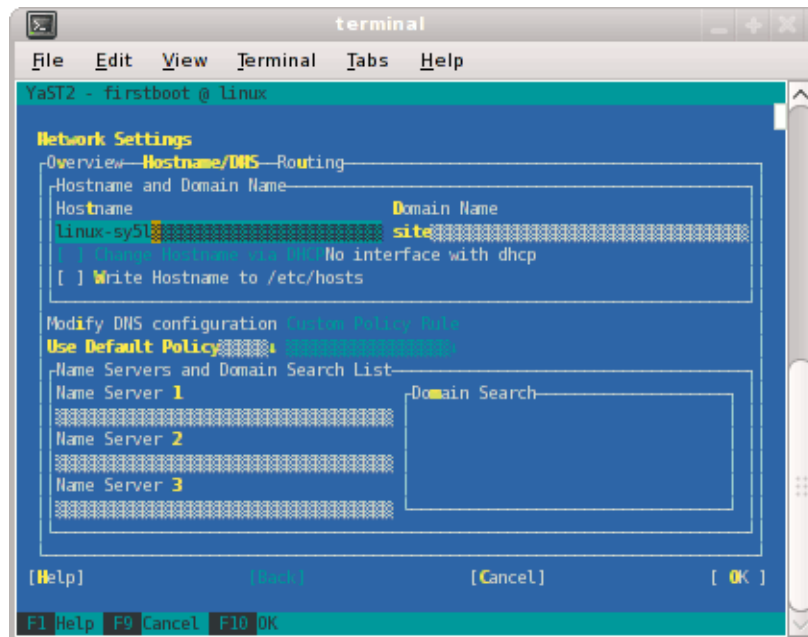 terminal
File Edit View Terminal Tabs Help
YaST2 - firstboot @ linux
Network Settings
Overview Hostname/DNS Routing
Hostname and Domain Name
Hostname Domain Name
linux-sy5l site
[ ] Change Hostname via DHCP No interface with dhcp
[ ] Write Hostname to /etc/hosts
Modify DNS configuration Custom Policy Rule
Use Default Policy↓ ↓
Name Servers and Domain Search List
Name Server 1 Domain Search
Name Server 2
Name Server 3
[Help] [Back] [Cancel] [ OK ]
F1 Help F9 Cancel F10 OK